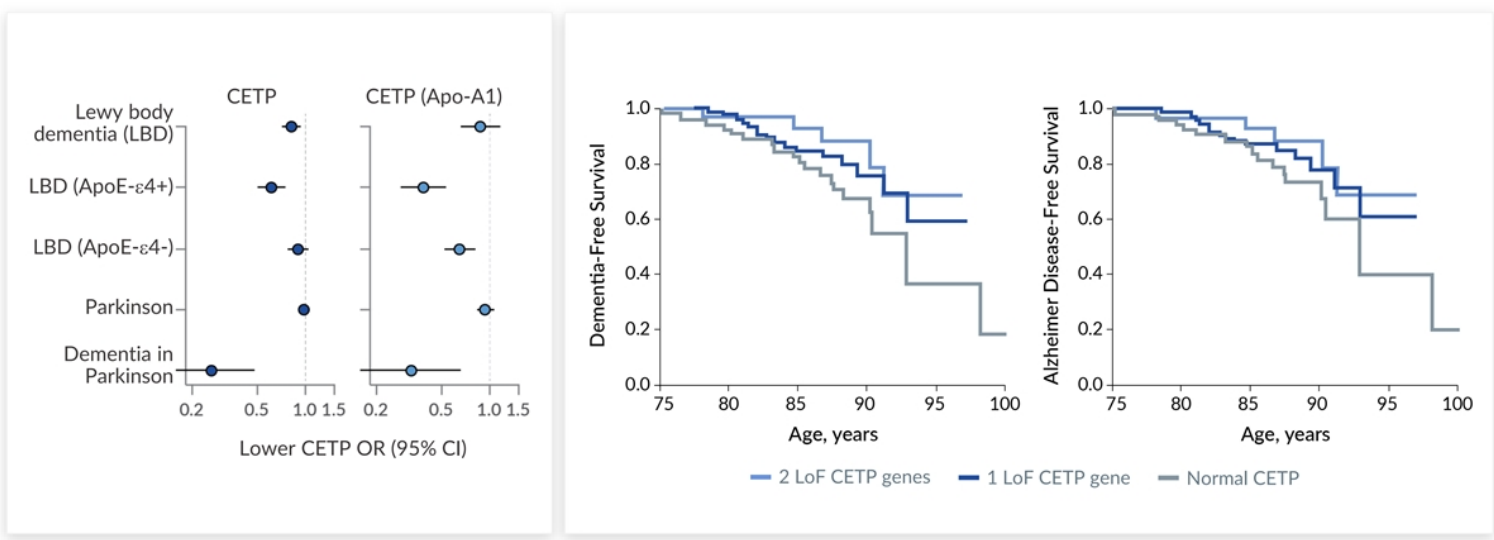 CETP
CETP (Apo-A1)
Lewy body
dementia (LBD)
LBD (ApoE-ε4+)
LBD (ApoE-ε4-)
Parkinson
Dementia in
Parkinson
0.2 0.5 1.0 1.5
0.2 0.5 1.0 1.5
Lower CETP OR (95% CI)
Dementia-Free Survival
1.0
0.8
0.6
0.4
0.2
0.0
75 80 85 90 95 100
Age, years
Alzheimer Disease-Free Survival
1.0
0.8
0.6
0.4
0.2
0.0
75 80 85 90 95 100
Age, years
2 LoF CETP genes 1 LoF CETP gene Normal CETP